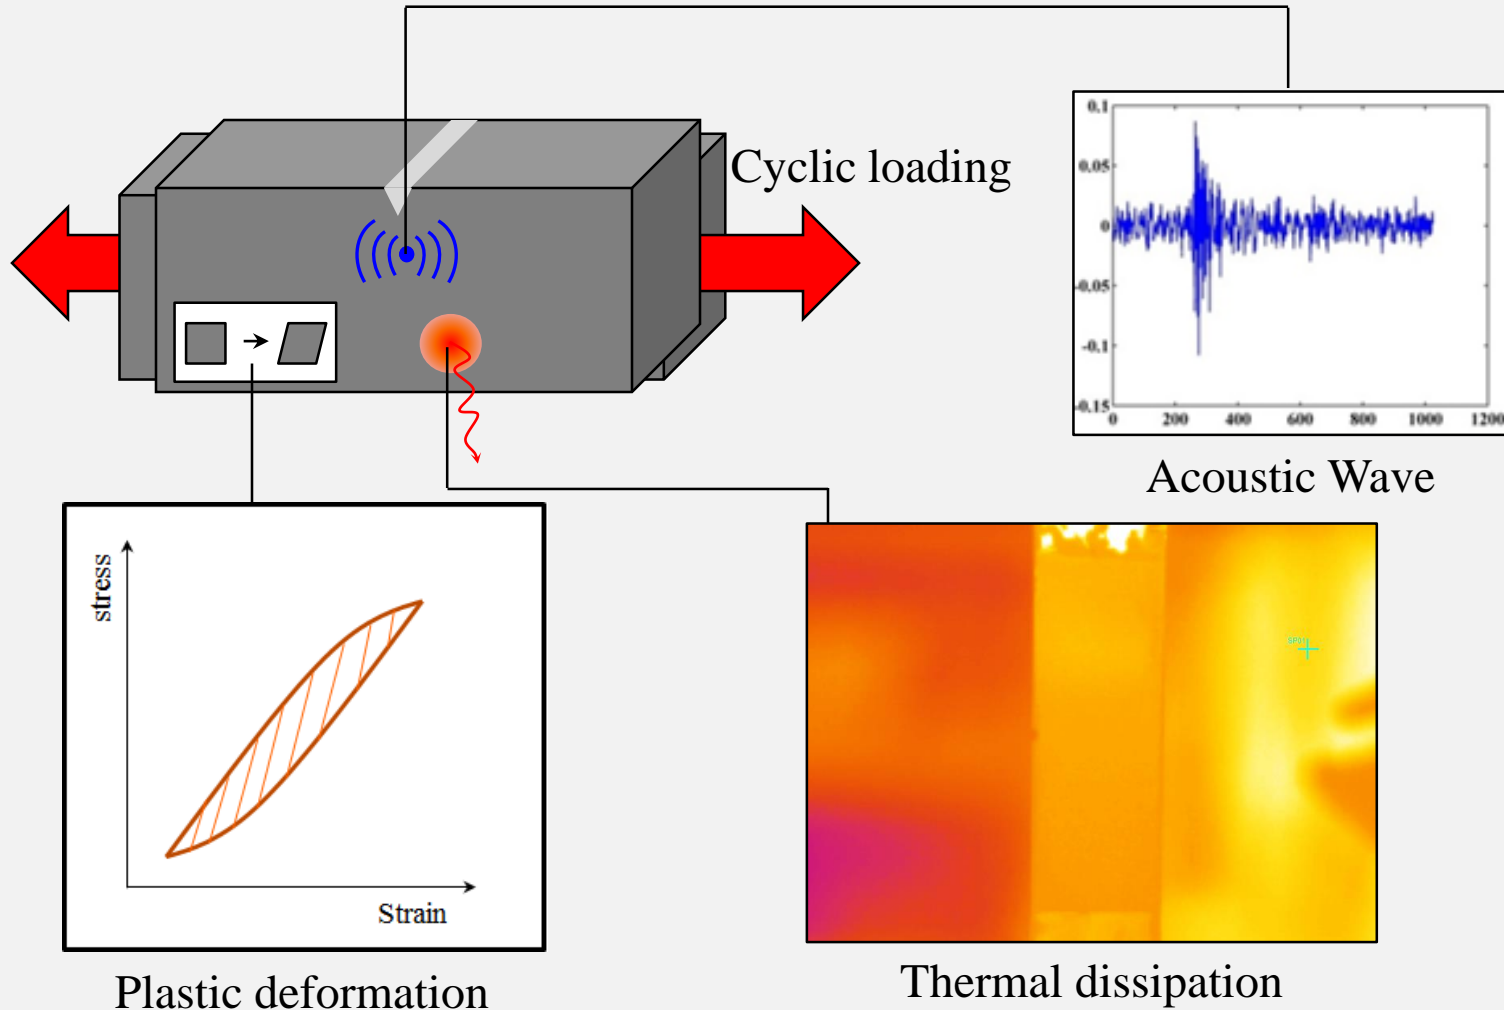 Cyclic loading
0.1
0.05
0
-0.05
-0.1
-0.15
0 200 400 600 800 1000 1200
Acoustic Wave
stress
Strain
Plastic deformation
Thermal dissipation